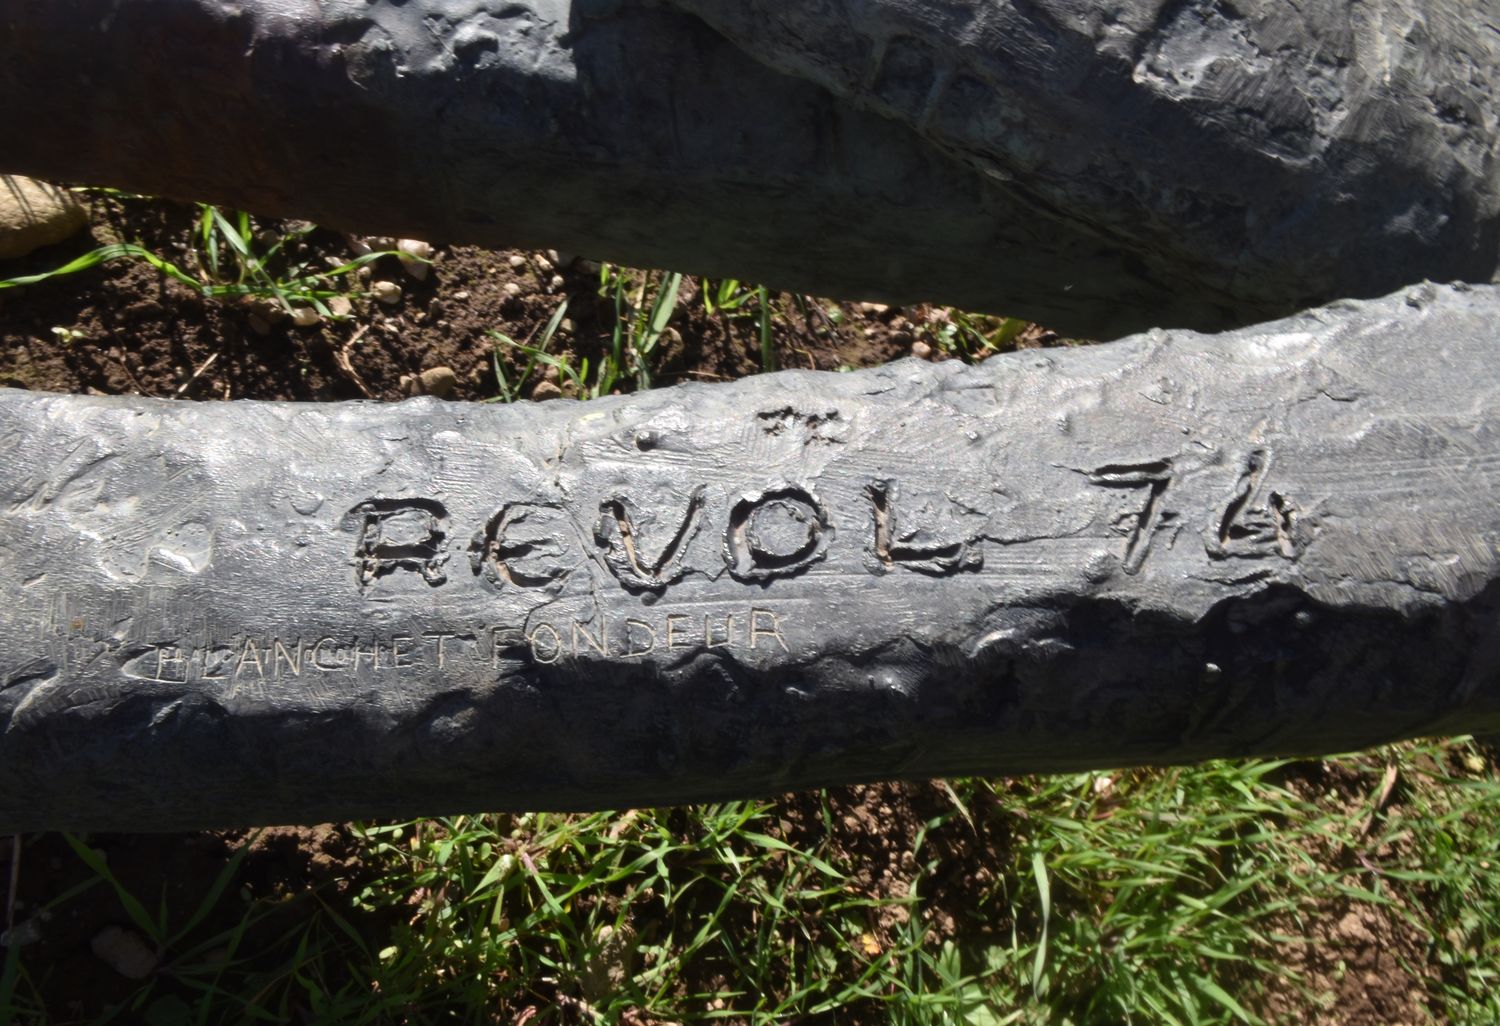 REVOL 74
BLANCHET FONDEUR